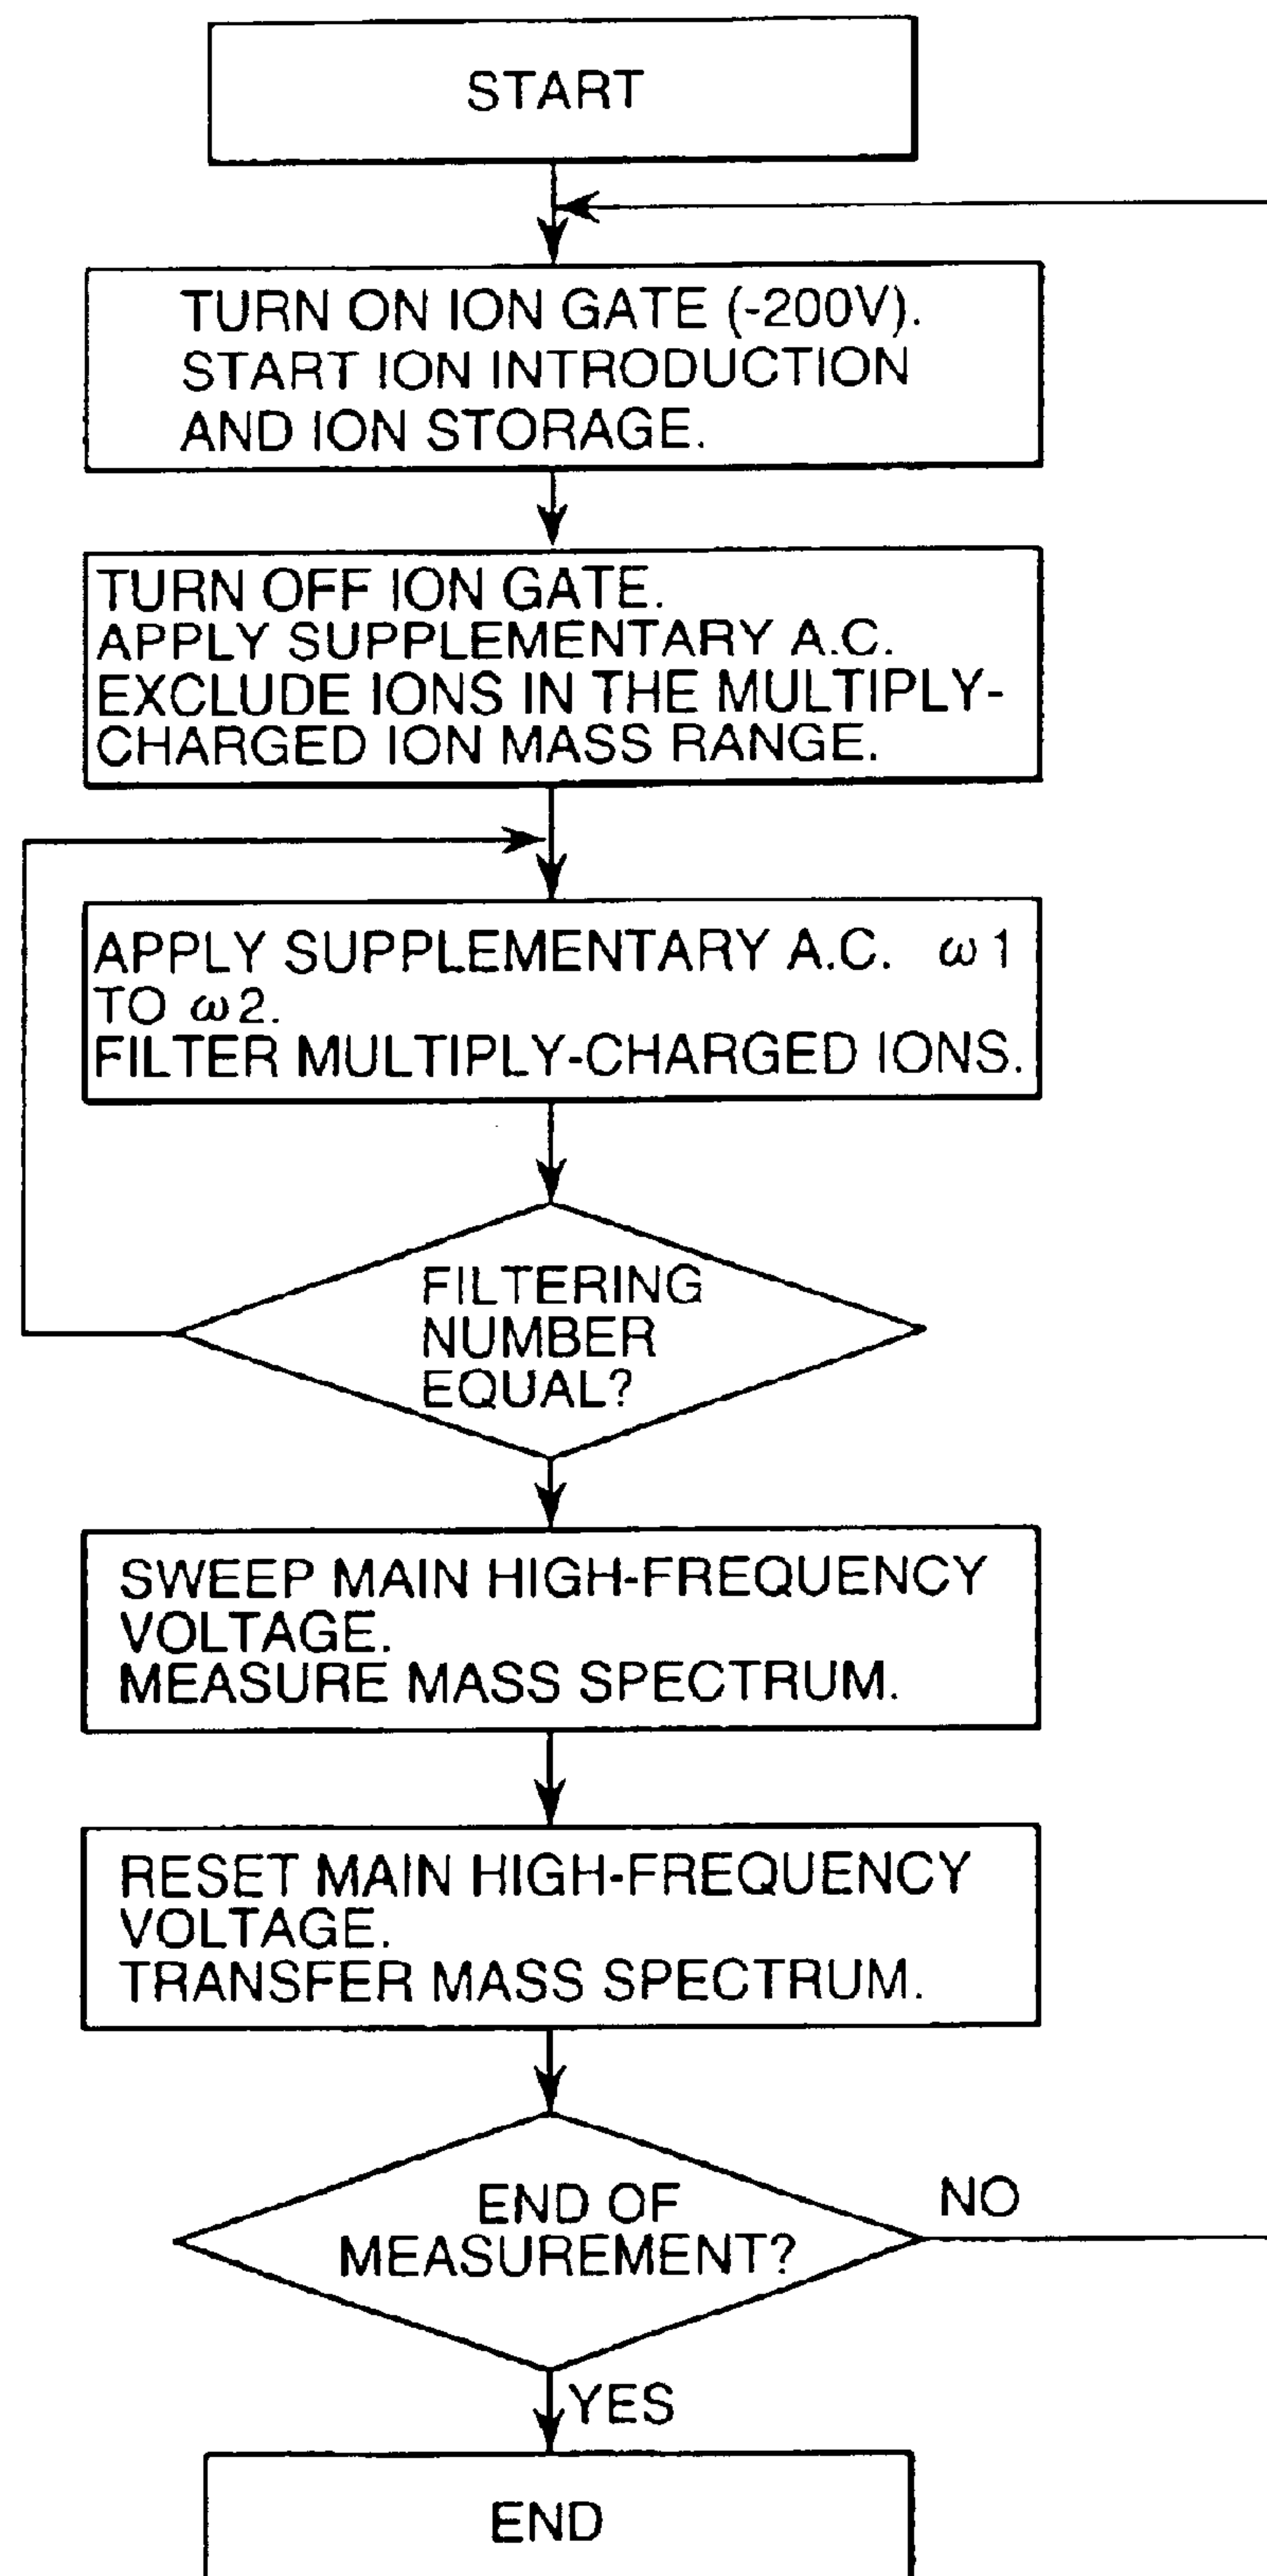 START
TURN ON ION GATE (-200V).
START ION INTRODUCTION
AND ION STORAGE.
TURN OFF ION GATE.
APPLY SUPPLEMENTARY A.C.
EXCLUDE IONS IN THE MULTIPLY-
CHARGED ION MASS RANGE.
APPLY SUPPLEMENTARY A.C. ω1
TO ω2.
FILTER MULTIPLY-CHARGED IONS.
FILTERING
NUMBER
EQUAL?
SWEEP MAIN HIGH-FREQUENCY
VOLTAGE.
MEASURE MASS SPECTRUM.
RESET MAIN HIGH-FREQUENCY
VOLTAGE.
TRANSFER MASS SPECTRUM.
END OF
MEASUREMENT?
NO
YES
END